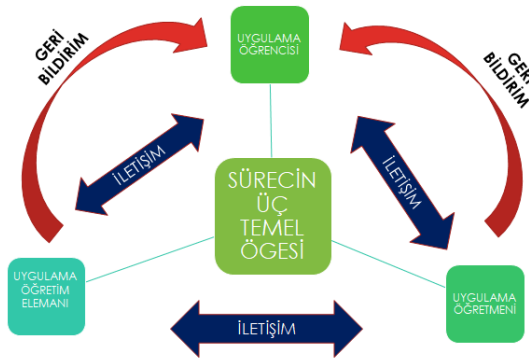 UYGULAMA
ÖĞRENCİSİ
GERİ
BİLDİRİM
GERİ
BİLDİRİM
İLETİŞİM
İLETİŞİM
SÜRECİN
ÜÇ
TEMEL
ÖGESİ
UYGULAMA
ÖĞRETİM
ELEMANI
UYGULAMA
ÖĞRETMENİ
İLETİŞİM